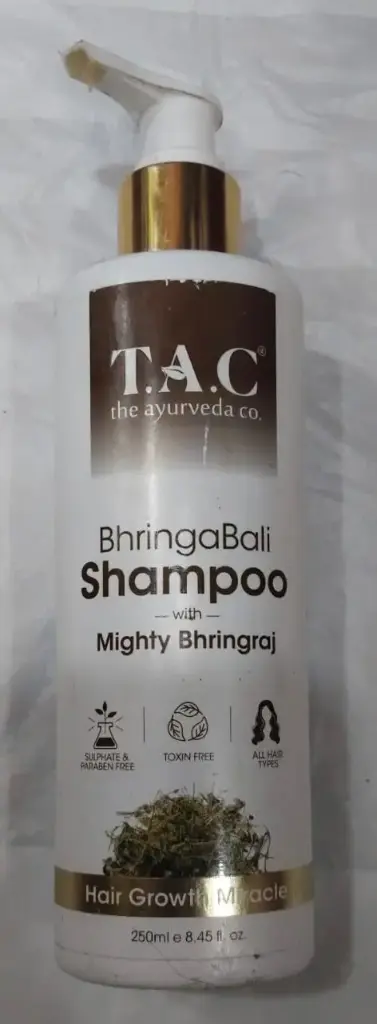 T.A.C®
the ayurveda co.
BhringaBali
Shampoo
— with —
Mighty Bhringraj
SULPHATE &
PARABEN FREE
TOXIN FREE
ALL HAIR
TYPES
Hair Growth Miracle
250ml e 8.45 fl. oz.